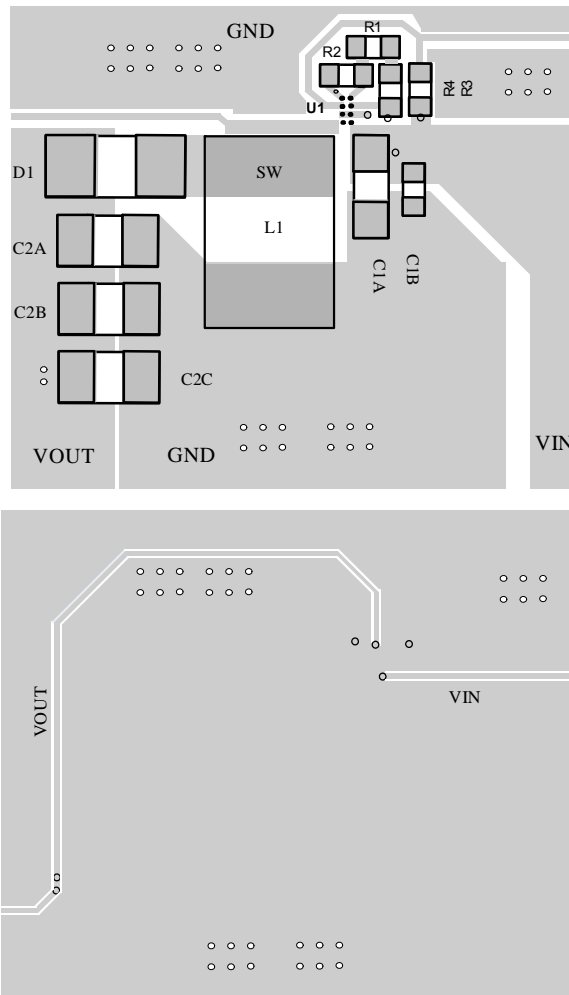 GND
R1
R2
U1
R4
R3
D1
SW
L1
C2A
C1A
C1B
C2B
C2C
VOUT
GND
VIN
VOUT
VIN